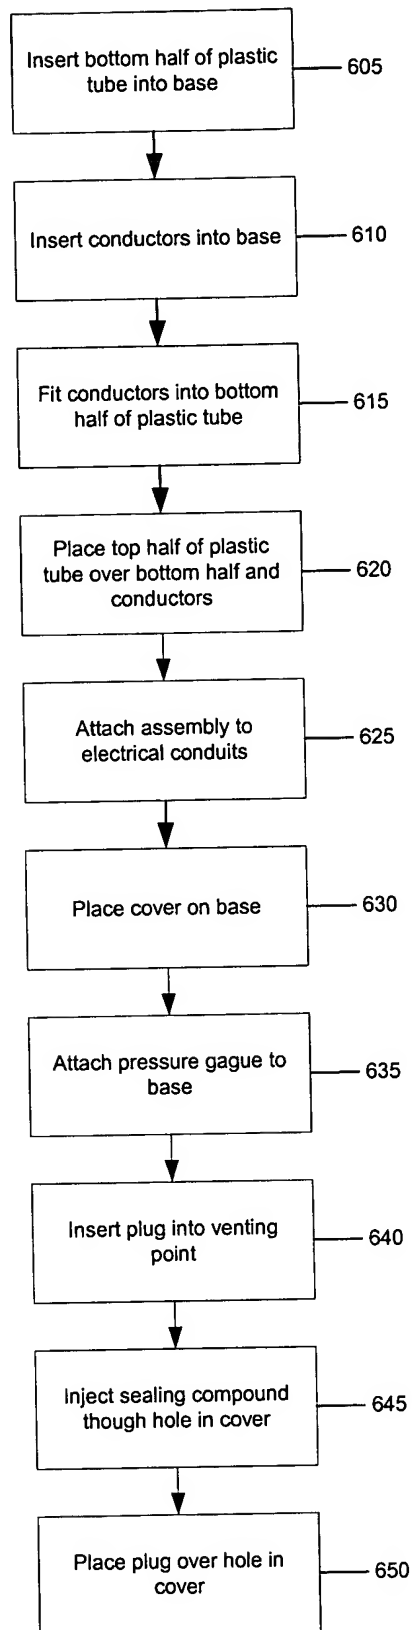 Insert bottom half of plastic
tube into base
605
Insert conductors into base
610
Fit conductors into bottom
half of plastic tube
615
Place top half of plastic
tube over bottom half and
conductors
620
Attach assembly to
electrical conduits
625
Place cover on base
630
Attach pressure gague to
base
635
Insert plug into venting
point
640
Inject sealing compound
though hole in cover
645
Place plug over hole in
cover
650